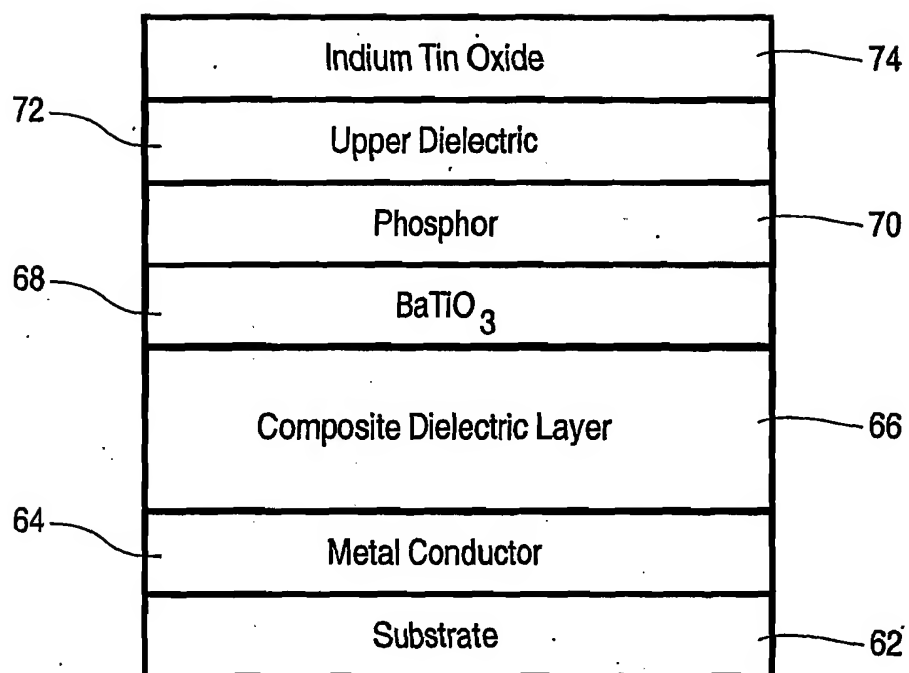 Indium Tin Oxide
74
72
Upper Dielectric
Phosphor
70
68
BaTiO3
Composite Dielectric Layer
66
64
Metal Conductor
Substrate
62